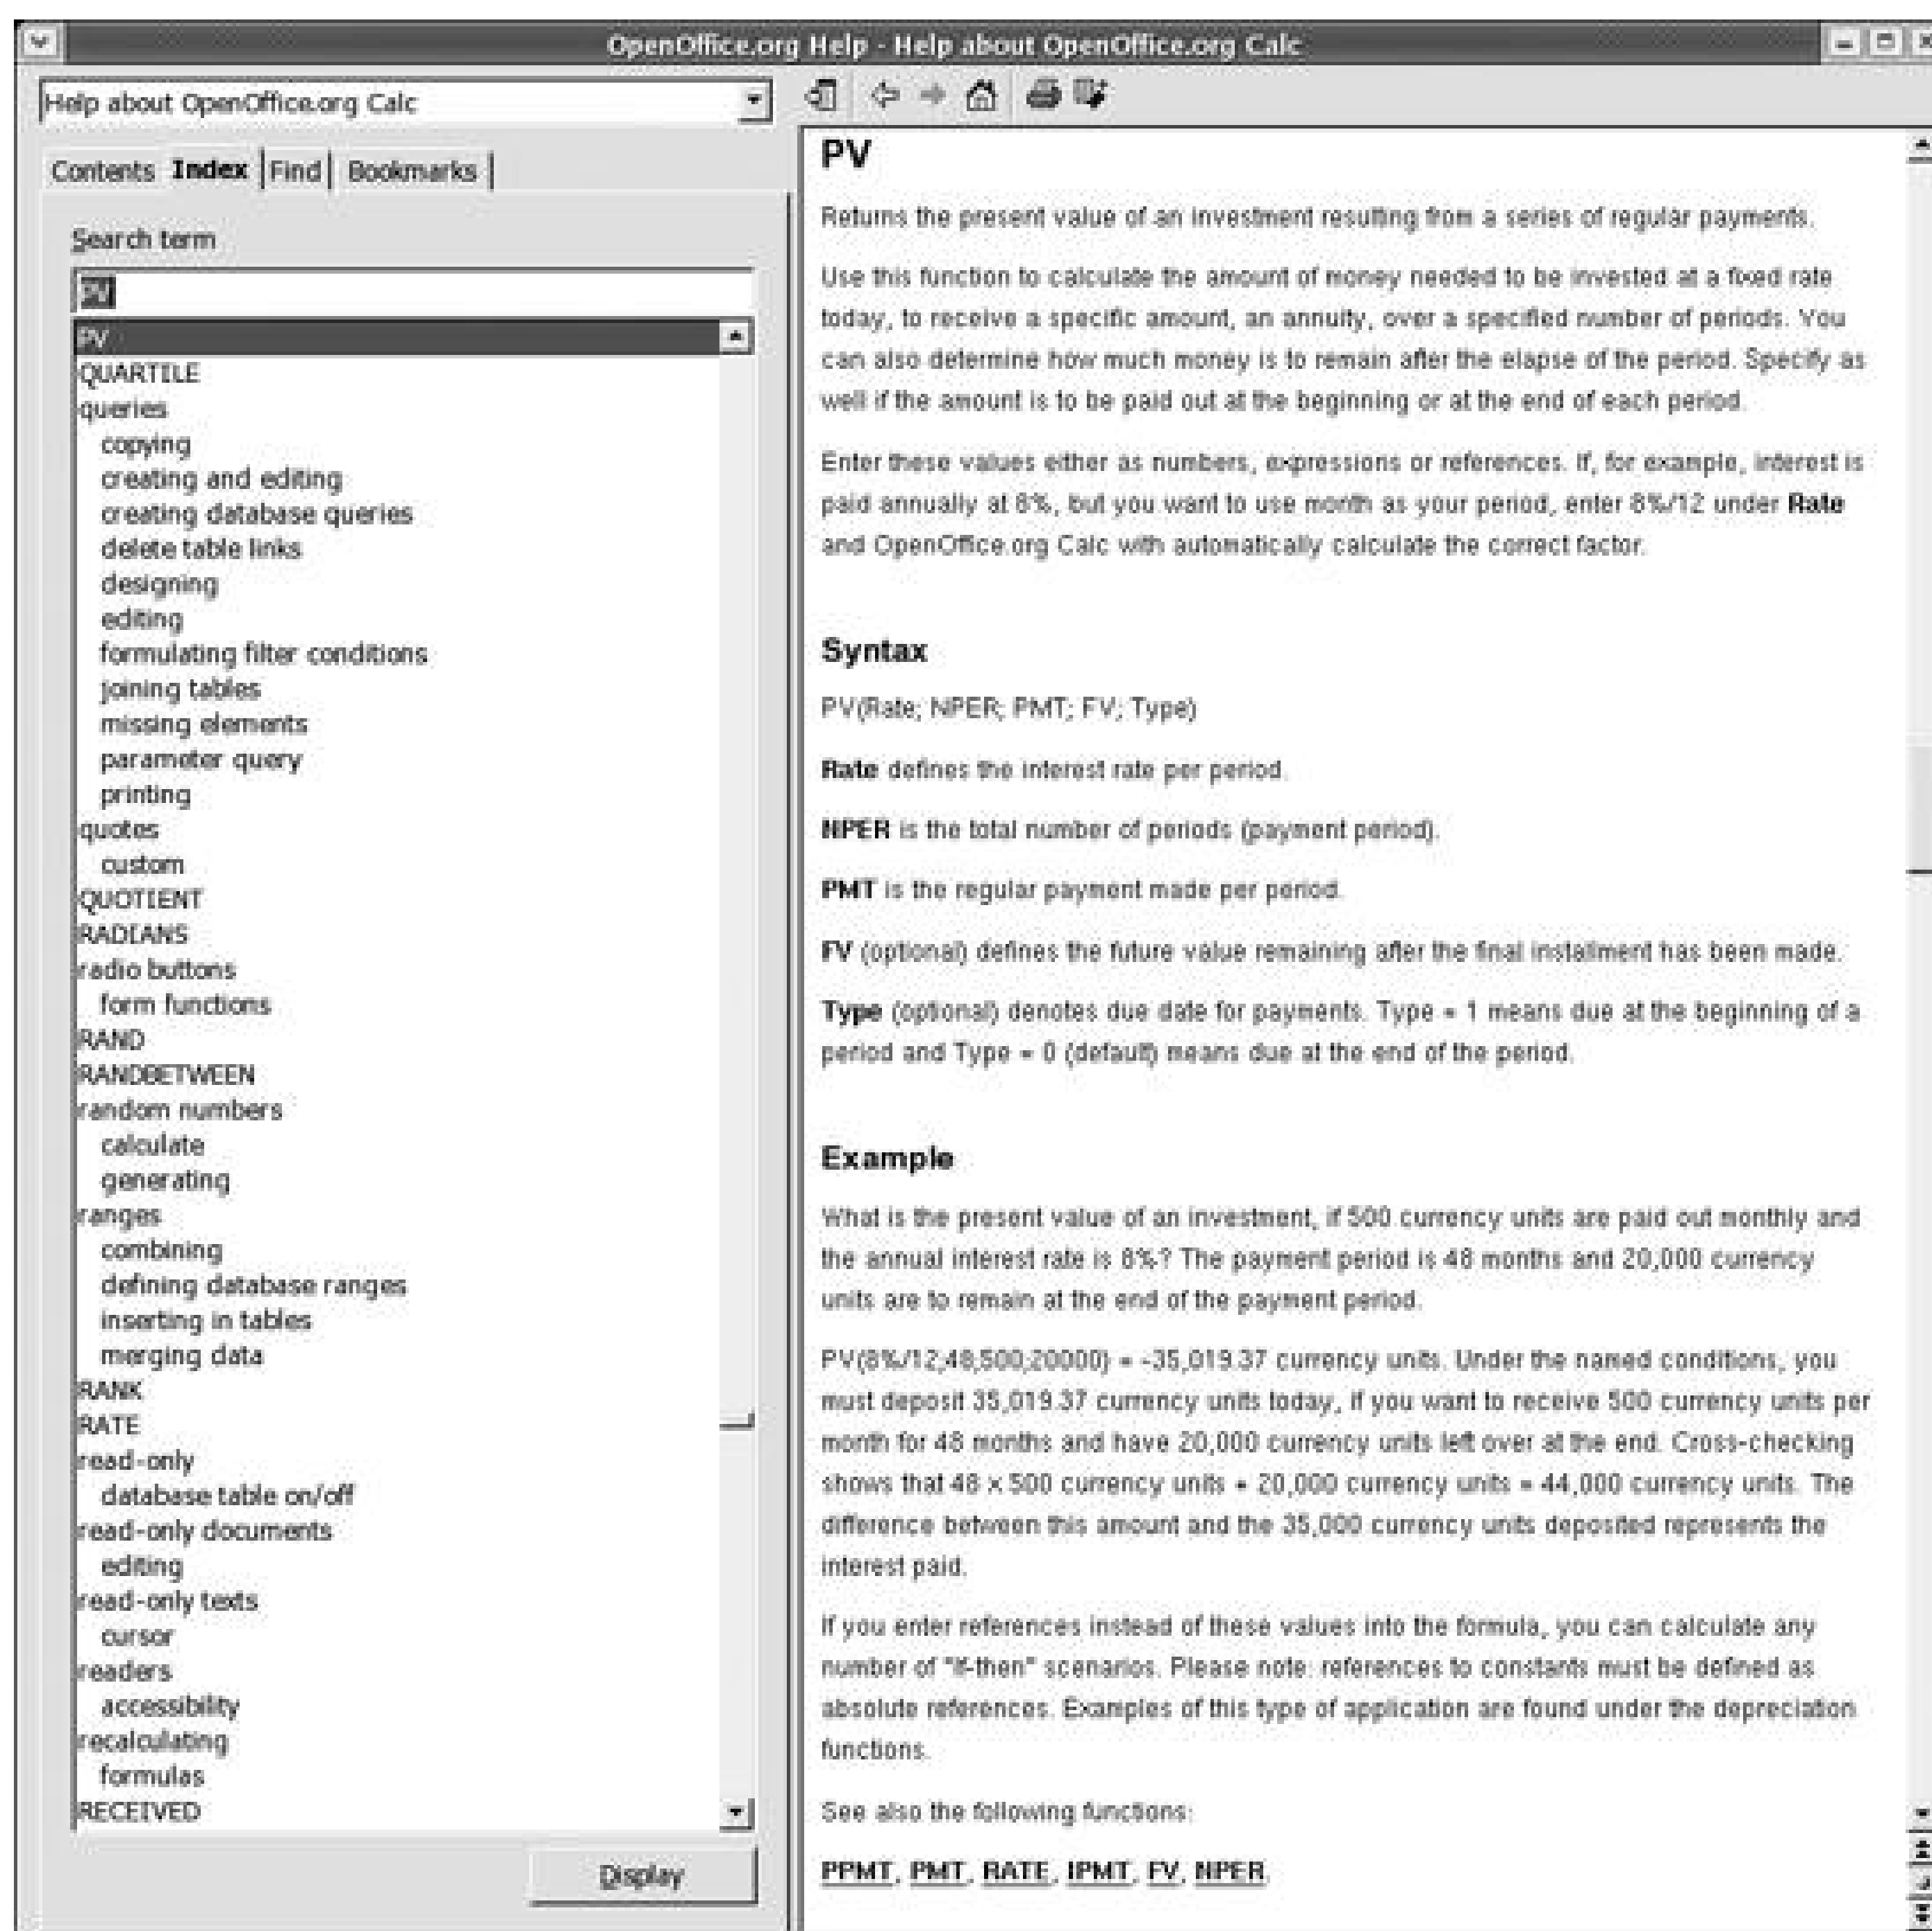 OpenOffice.org Help - Help about OpenOffice.org Calc
Help about OpenOffice.org Calc
Contents Index Find Bookmarks
Search term
PV
PV
QUARTILE
queries
copying
creating and editing
creating database queries
delete table links
designing
editing
formulating filter conditions
joining tables
missing elements
parameter query
printing
quotes
custom
QUOTIENT
RADIANS
radio buttons
form functions
RAND
RANDBETWEEN
random numbers
calculate
generating
ranges
combining
defining database ranges
inserting in tables
merging data
RANK
RATE
read-only
database table on/off
read-only documents
editing
read-only texts
cursor
readers
accessibility
recalculating
formulas
RECEIVED
Display
PV
Returns the present value of an investment resulting from a series of regular payments.
Use this function to calculate the amount of money needed to be invested at a fixed rate
today, to receive a specific amount, an annuity, over a specified number of periods. You
can also determine how much money is to remain after the elapse of the period. Specify as
well if the amount is to be paid out at the beginning or at the end of each period.
Enter these values either as numbers, expressions or references. If, for example, interest is
paid annually at 8%, but you want to use month as your period, enter 8%/12 under Rate
and OpenOffice.org Calc with automatically calculate the correct factor.
Syntax
PV(Rate; NPER; PMT; FV; Type)
Rate defines the interest rate per period.
NPER is the total number of periods (payment period).
PMT is the regular payment made per period.
FV (optional) defines the future value remaining after the final installment has been made.
Type (optional) denotes due date for payments. Type = 1 means due at the beginning of a
period and Type = 0 (default) means due at the end of the period.
Example
What is the present value of an investment, if 500 currency units are paid out monthly and
the annual interest rate is 8%? The payment period is 48 months and 20,000 currency
units are to remain at the end of the payment period.
PV(8%/12;48;500;20000) = -35,019.37 currency units. Under the named conditions, you
must deposit 35,019.37 currency units today, if you want to receive 500 currency units per
month for 48 months and have 20,000 currency units left over at the end. Cross-checking
shows that 48 x 500 currency units + 20,000 currency units = 44,000 currency units. The
difference between this amount and the 35,000 currency units deposited represents the
interest paid.
If you enter references instead of these values into the formula, you can calculate any
number of "If-then" scenarios. Please note: references to constants must be defined as
absolute references. Examples of this type of application are found under the depreciation
functions.
See also the following functions:
PPMT, PMT, RATE, IPMT, FV, NPER.